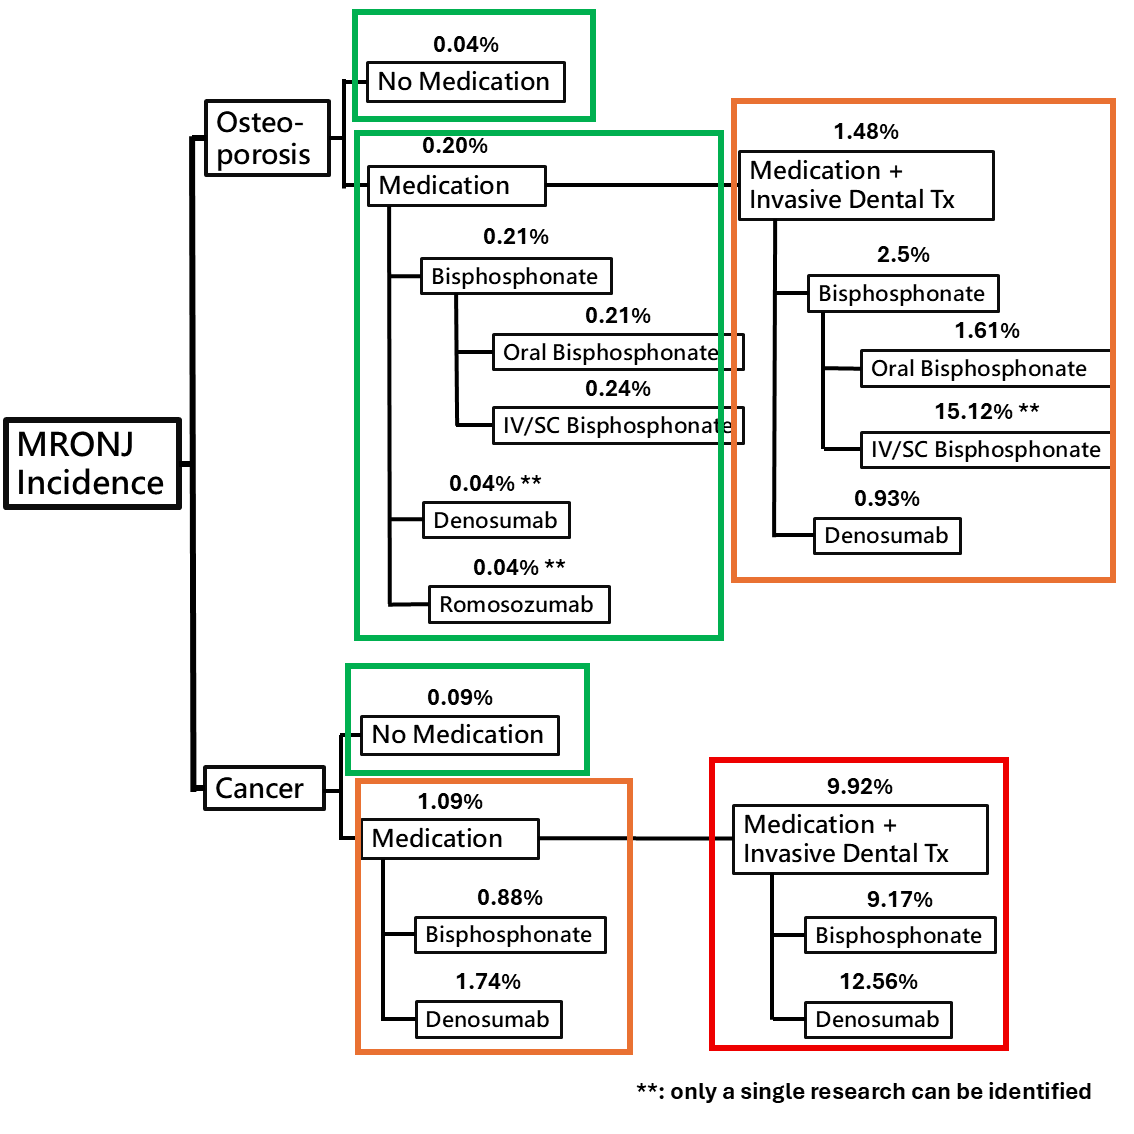 MRONJ
Incidence
Osteo-
porosis
0.04%
No Medication
0.20%
Medication
0.21%
Bisphosphonate
0.21%
Oral Bisphosphonate
0.24%
IV/SC Bisphosphonate
0.04% **
Denosumab
0.04% **
Romosozumab
1.48%
Medication +
Invasive Dental Tx
2.5%
Bisphosphonate
1.61%
Oral Bisphosphonate
15.12% **
IV/SC Bisphosphonate
0.93%
Denosumab
Cancer
0.09%
No Medication
1.09%
Medication
0.88%
Bisphosphonate
1.74%
Denosumab
9.92%
Medication +
Invasive Dental Tx
9.17%
Bisphosphonate
12.56%
Denosumab
**: only a single research can be identified